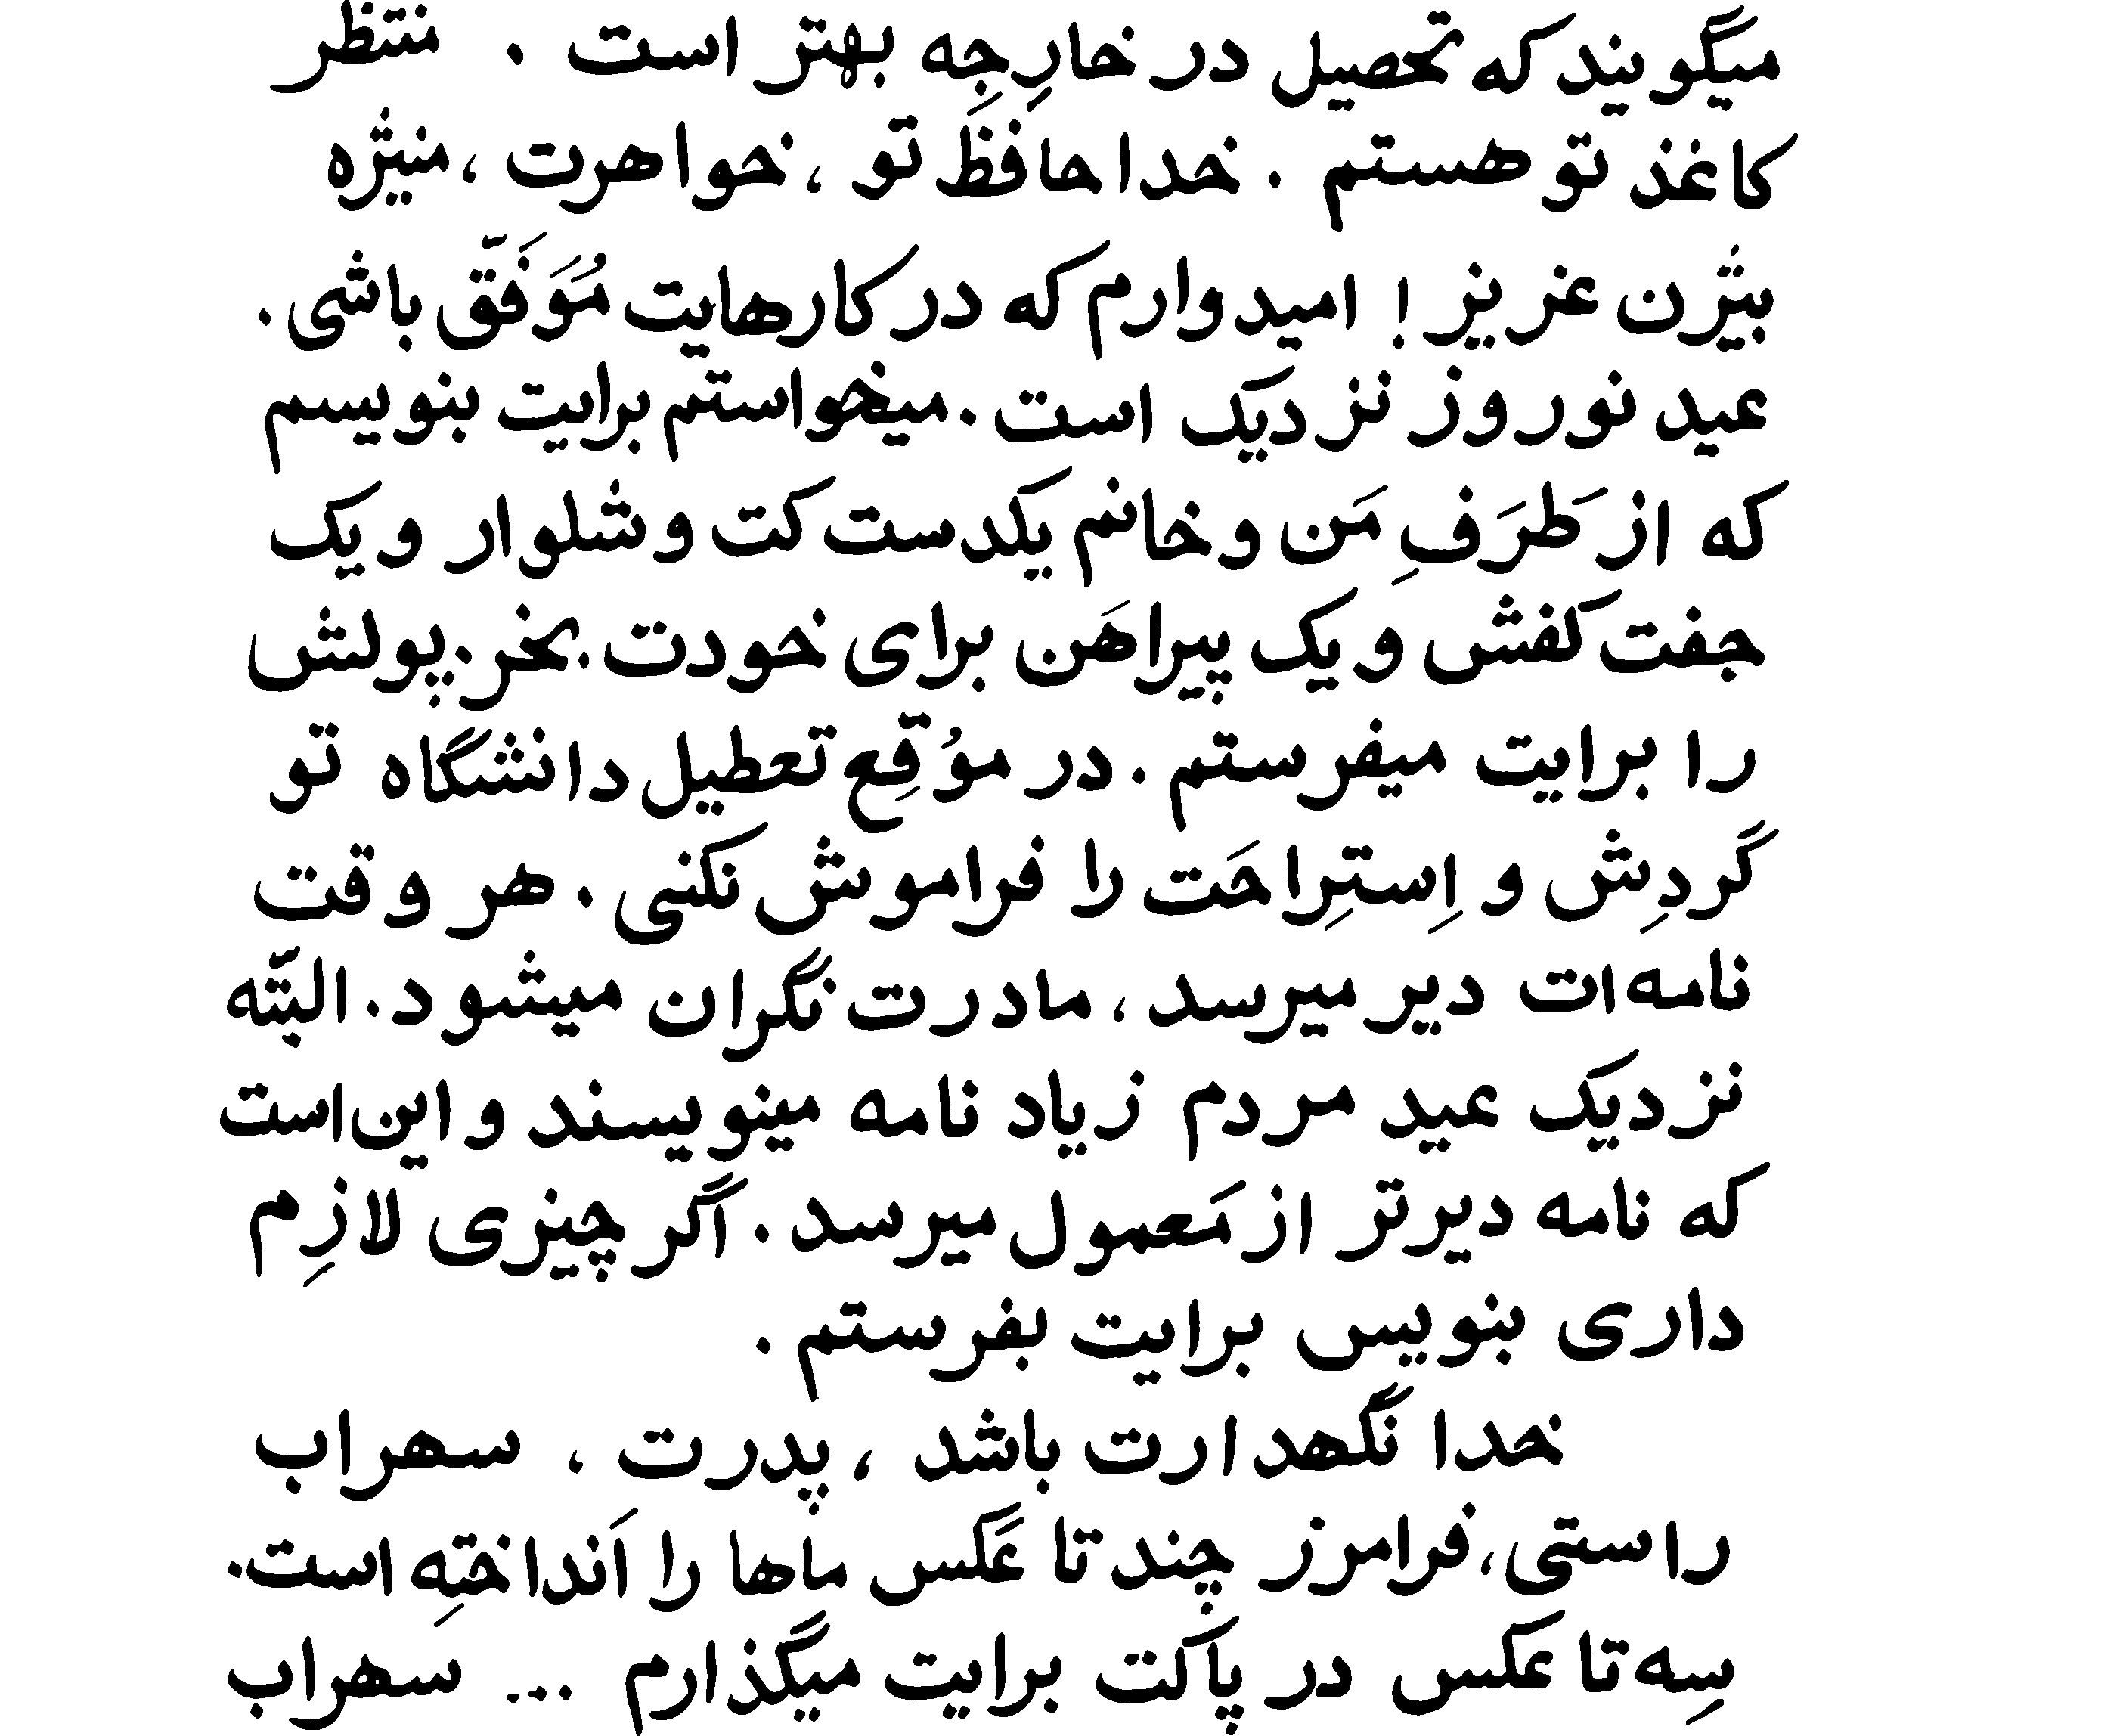 میگویند که تحصیل در خارِجِه بهتر است . منتظر
کاغذ تو هستم . خدا حافِظَ تو ، خواهرت ، منیژه
بیژن عزیز ! امیدوارم که در کارهایت مُوَفَّق باشی .
عید نوروز نزدیک است . میخواستم برایت بنویسم
که از طَرَفِ مَن و خانم یکدست کت و شلوار و یک
جفت کفش و یک پیراهَن برای خودت بخر . پولش
را برایت میفرستم . در موُقِع تعطیل دانشگاه تو
گردِش و اِستِراحَت را فراموش نکنی . هر وقت
نامه ات دیر میرسد ، مادرت نگران میشود . البتّه
نزدیک عید مردم زیاد نامه مینویسند و این است
که نامه دیرتر از مَعمول میرسد . اگر چیزی لازِم
داری بنویس برایت بفرستم .
خدا نگهدارت باشد ، پدرت ، سهراب
راستی ، فرامرز چند تا عَکس ماها را اَنداختِه است .
سِه تا عکس در پاکت برایت میگذارم ... سهراب